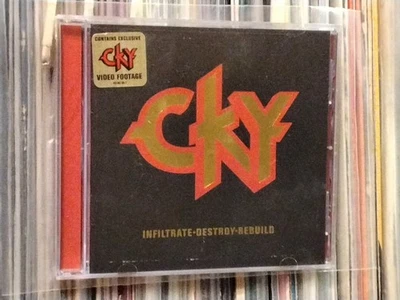 CONTAINS EXCLUSIVE
CKY
VIDEO FOOTAGE
CKY
INFILTRATE•DESTROY•REBUILD